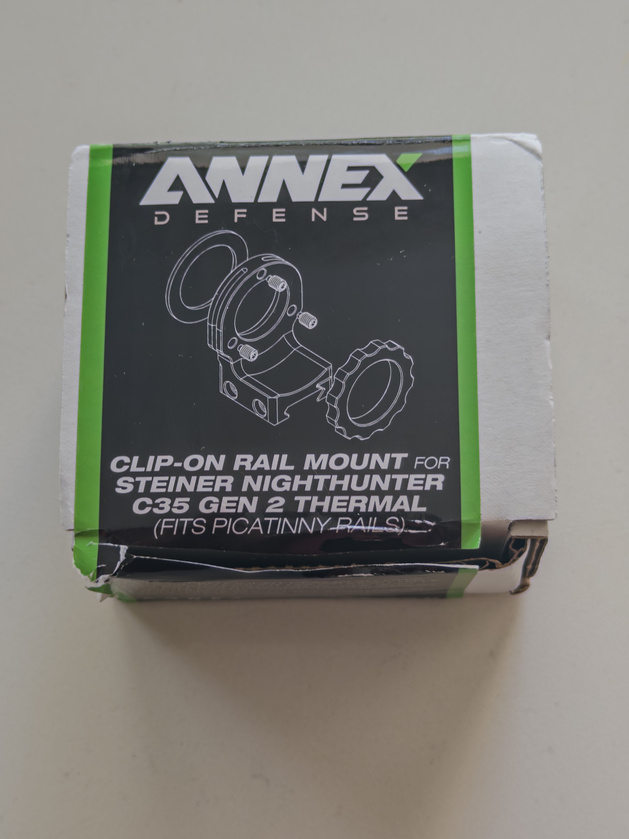 ANNEX
DEFENSE
CLIP-ON RAIL MOUNT FOR
STEINER NIGHTHUNTER
C35 GEN 2 THERMAL
(FITS PICATINNY RAILS)